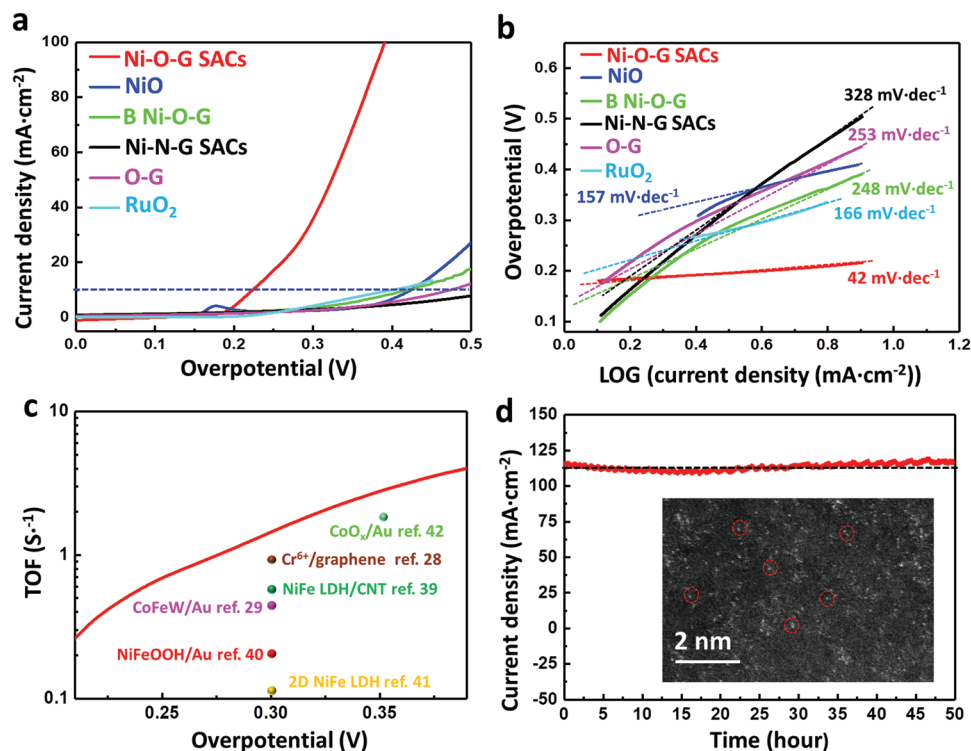 a
100
80
60
40
20
10
0
0.0
0.1
0.2
0.3
0.4
0.5
Current density (mA·cm⁻²)
Overpotential (V)
Ni-O-G SACs
NiO
B Ni-O-G
Ni-N-G SACs
O-G
RuO₂
b
0.6
0.5
0.4
0.3
0.2
0.1
0.0
0.2
0.4
0.6
0.8
1.0
1.2
Overpotential (V)
LOG (current density (mA·cm⁻²))
Ni-O-G SACs
NiO
B Ni-O-G
Ni-N-G SACs
O-G
RuO₂
328 mV·dec⁻¹
253 mV·dec⁻¹
157 mV·dec⁻¹
248 mV·dec⁻¹
166 mV·dec⁻¹
42 mV·dec⁻¹
c
10
1
0.1
0.25
0.30
0.35
TOF (S·⁻¹)
Overpotential (V)
CoOₓ/Au ref. 42
Cr⁶⁺/graphene ref. 28
NiFe LDH/CNT ref. 39
CoFeW/Au ref. 29
NiFeOOH/Au ref. 40
2D NiFe LDH ref. 41
d
150
125
100
75
50
25
0
-25
-50
0
5
10
15
20
25
30
35
40
45
50
Current density (mA·cm⁻²)
Time (hour)
2 nm